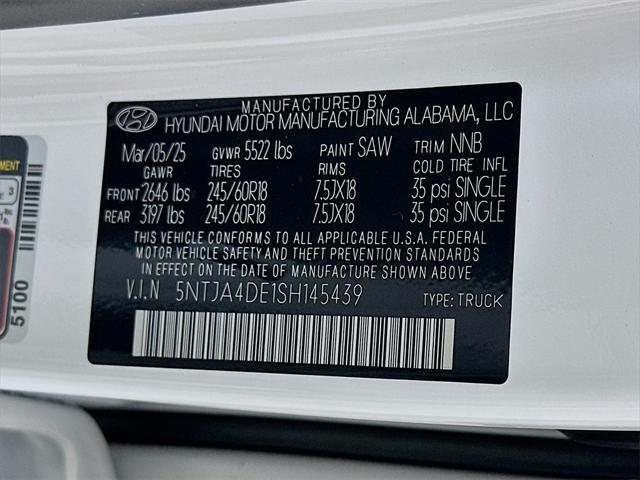 MANUFACTURED BY
HYUNDAI MOTOR MANUFACTURING ALABAMA, LLC
Mar/05/25 GVWR 5522 lbs PAINT SAW TRIM NNB
GAWR TIRES RIMS COLD TIRE INFL
FRONT 2646 lbs 245/60R18 7.5JX18 35 psi SINGLE
REAR 3197 lbs 245/60R18 7.5JX18 35 psi SINGLE
THIS VEHICLE CONFORMS TO ALL APPLICABLE U.S.A. FEDERAL
MOTOR VEHICLE SAFETY AND THEFT PREVENTION STANDARDS
IN EFFECT ON THE DATE OF MANUFACTURE SHOWN ABOVE.
V.I.N 5NTJA4DE1SH145439 TYPE: TRUCK
5100